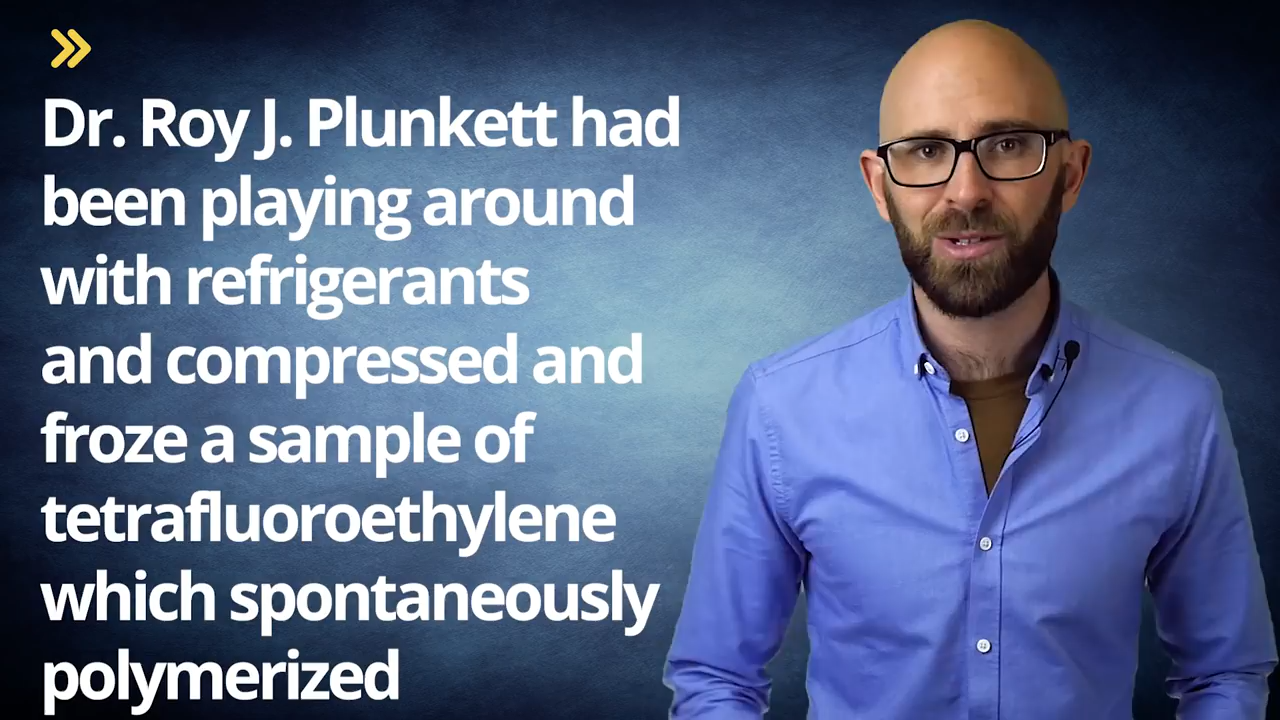 Dr. Roy J. Plunkett had
been playing around
with refrigerants
and compressed and
froze a sample of
tetrafluoroethylene
which spontaneously
polymerized